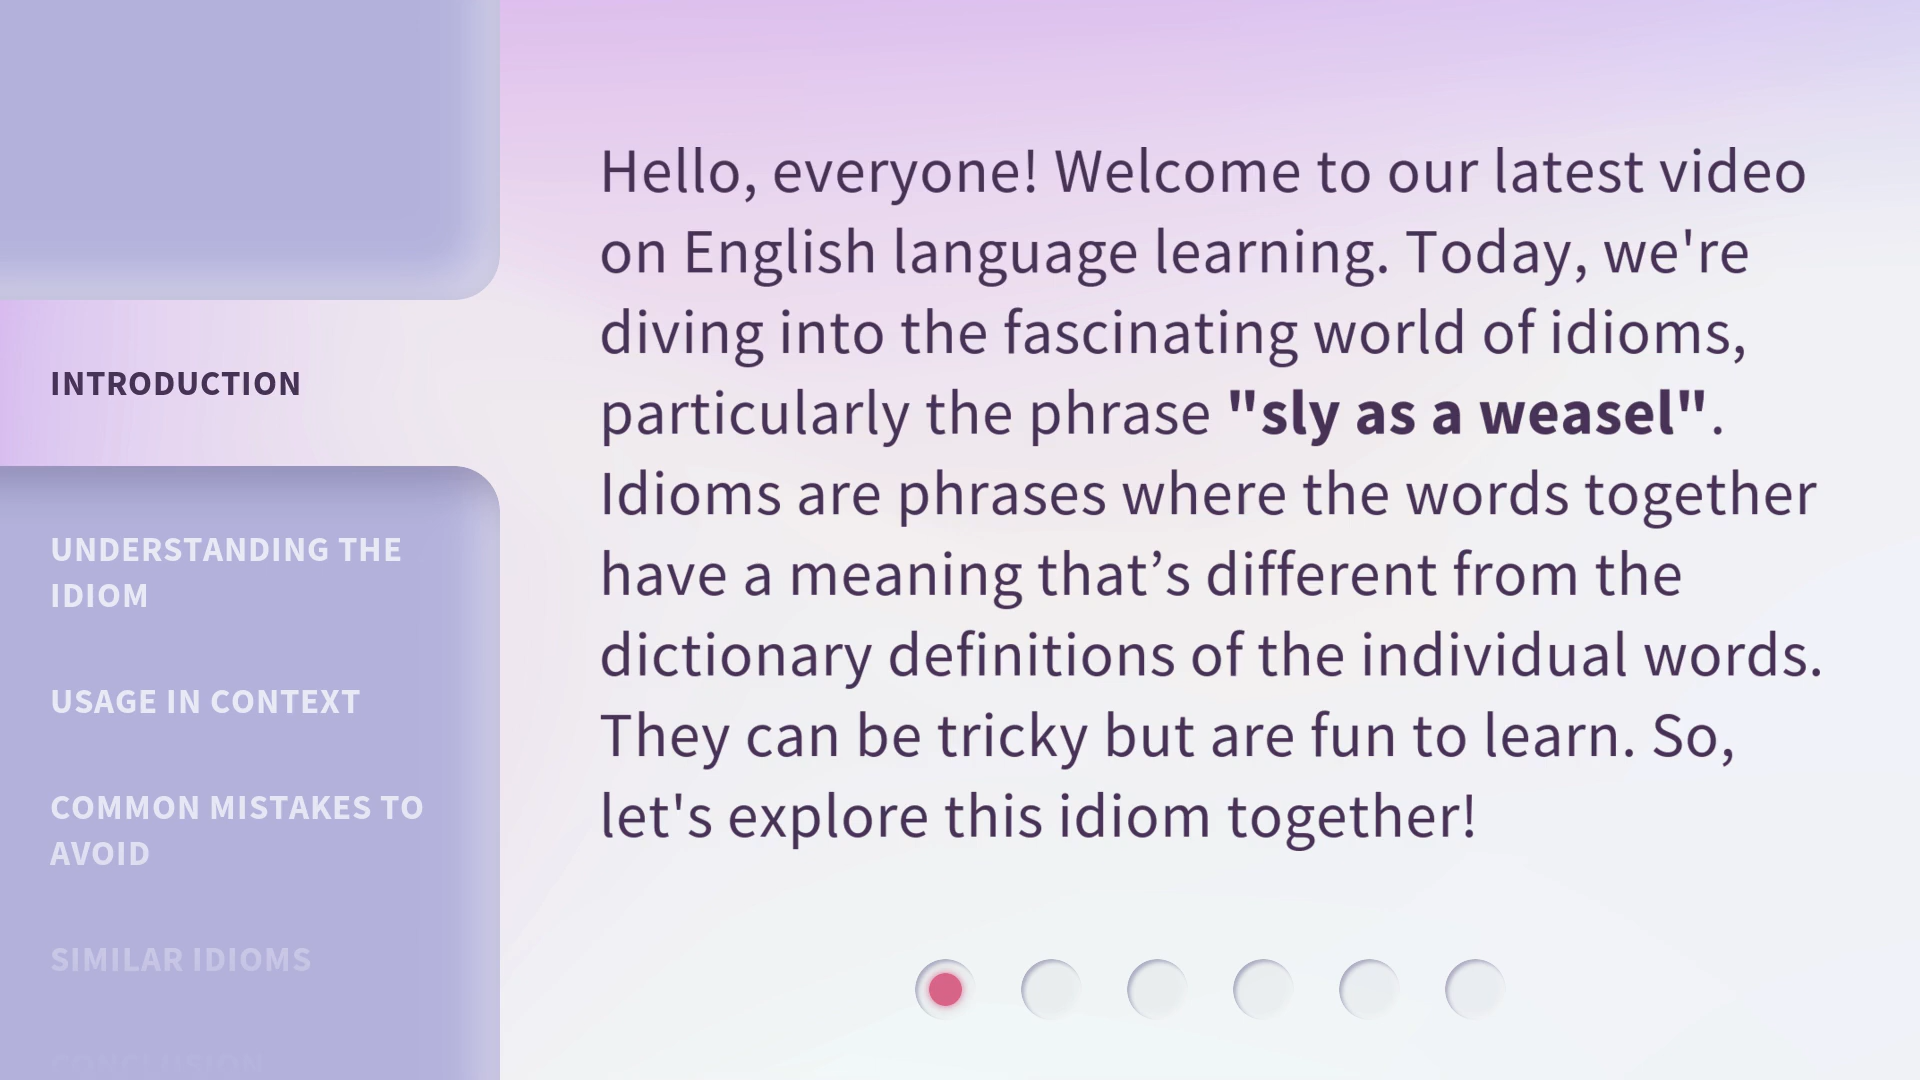 INTRODUCTION
UNDERSTANDING THE
IDIOM
USAGE IN CONTEXT
COMMON MISTAKES TO
AVOID
SIMILAR IDIOMS
CONCLUSION
Hello, everyone! Welcome to our latest video
on English language learning. Today, we're
diving into the fascinating world of idioms,
particularly the phrase "sly as a weasel".
Idioms are phrases where the words together
have a meaning that’s different from the
dictionary definitions of the individual words.
They can be tricky but are fun to learn. So,
let's explore this idiom together!